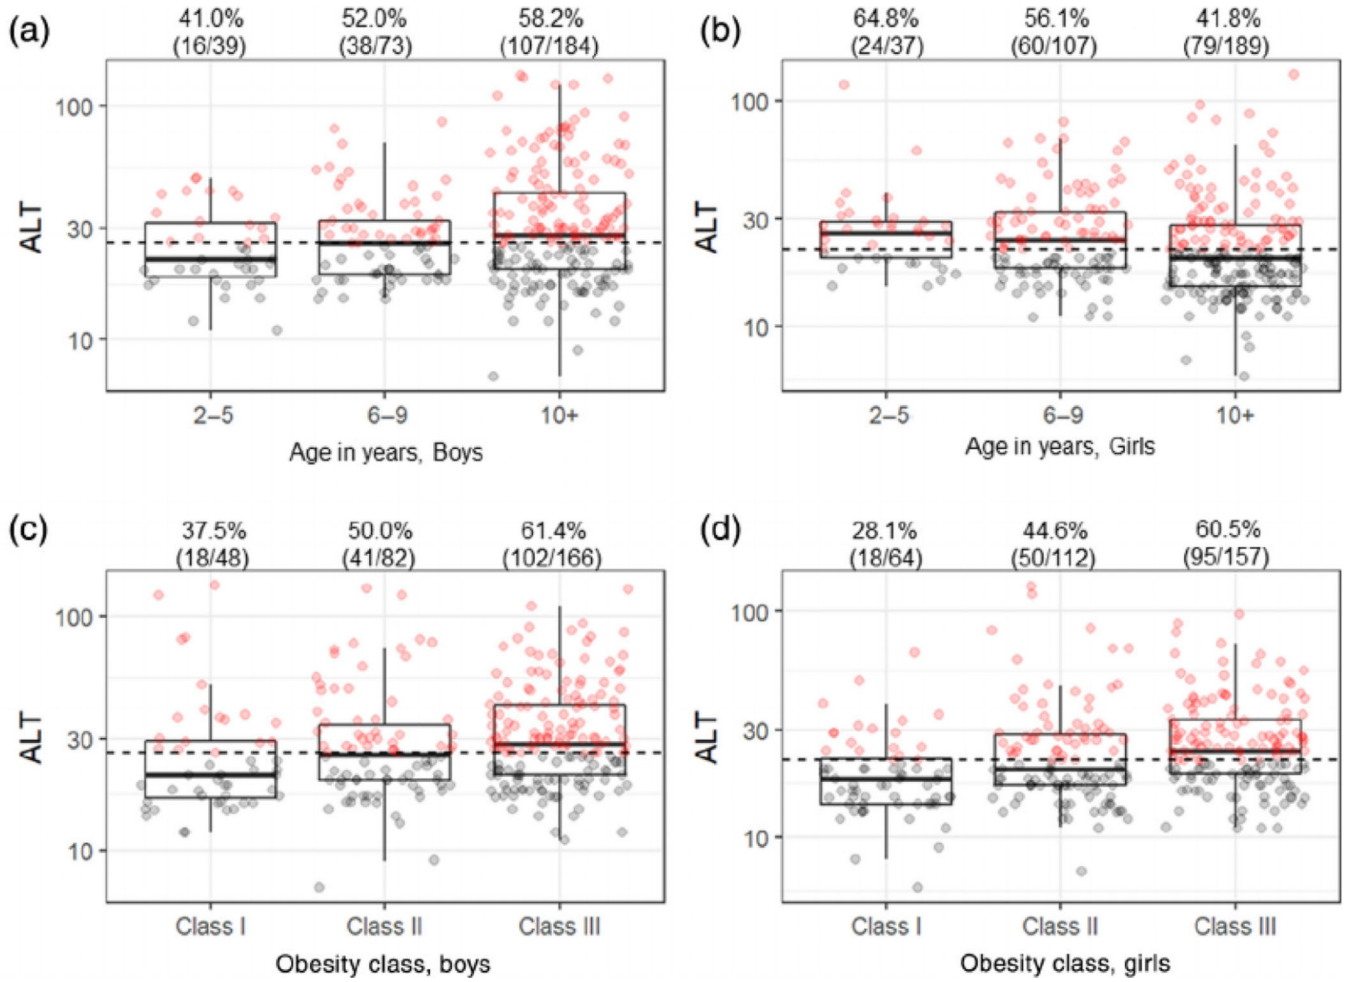 (a)
41.0% 52.0% 58.2%
(16/39) (38/73) (107/184)
ALT
100
30
10
2–5 6–9 10+
Age in years, Boys
(b)
64.8% 56.1% 41.8%
(24/37) (60/107) (79/189)
ALT
100
30
10
2–5 6–9 10+
Age in years, Girls
(c)
37.5% 50.0% 61.4%
(18/48) (41/82) (102/166)
ALT
100
30
10
Class I Class II Class III
Obesity class, boys
(d)
28.1% 44.6% 60.5%
(18/64) (50/112) (95/157)
ALT
100
30
10
Class I Class II Class III
Obesity class, girls